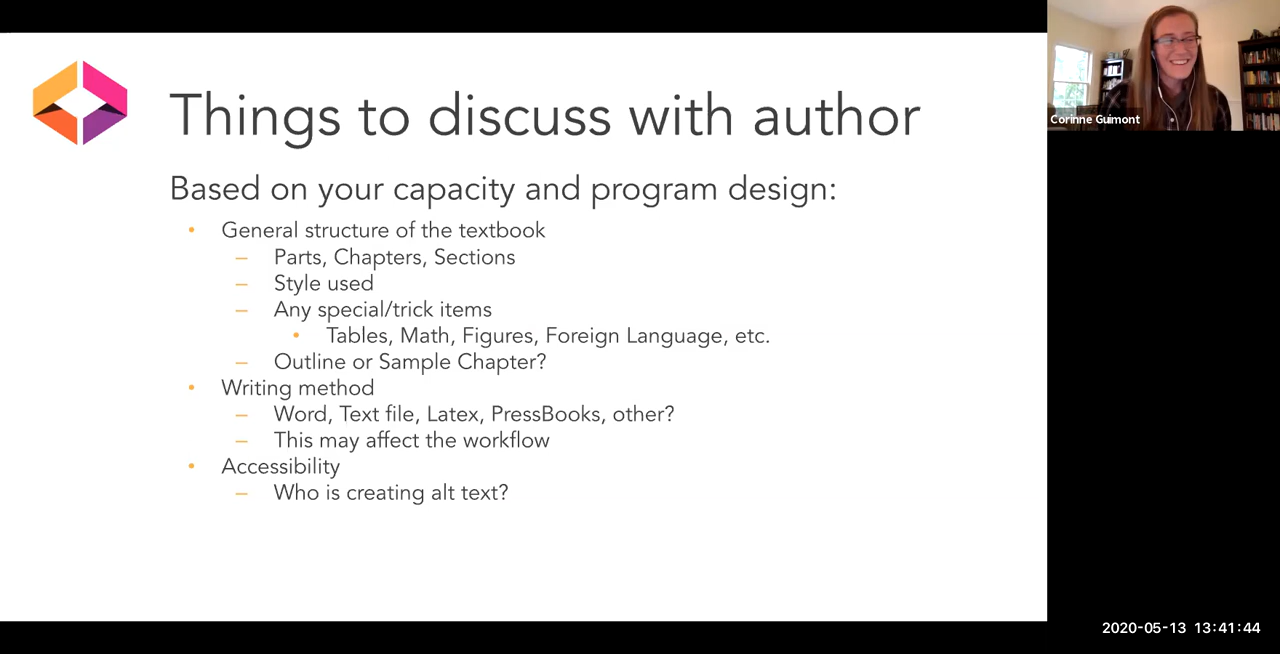 Things to discuss with author
Based on your capacity and program design:
• General structure of the textbook
– Parts, Chapters, Sections
– Style used
– Any special/trick items
• Tables, Math, Figures, Foreign Language, etc.
– Outline or Sample Chapter?
• Writing method
– Word, Text file, Latex, PressBooks, other?
– This may affect the workflow
• Accessibility
– Who is creating alt text?
Corinne Guimont
2020-05-13 13:41:44